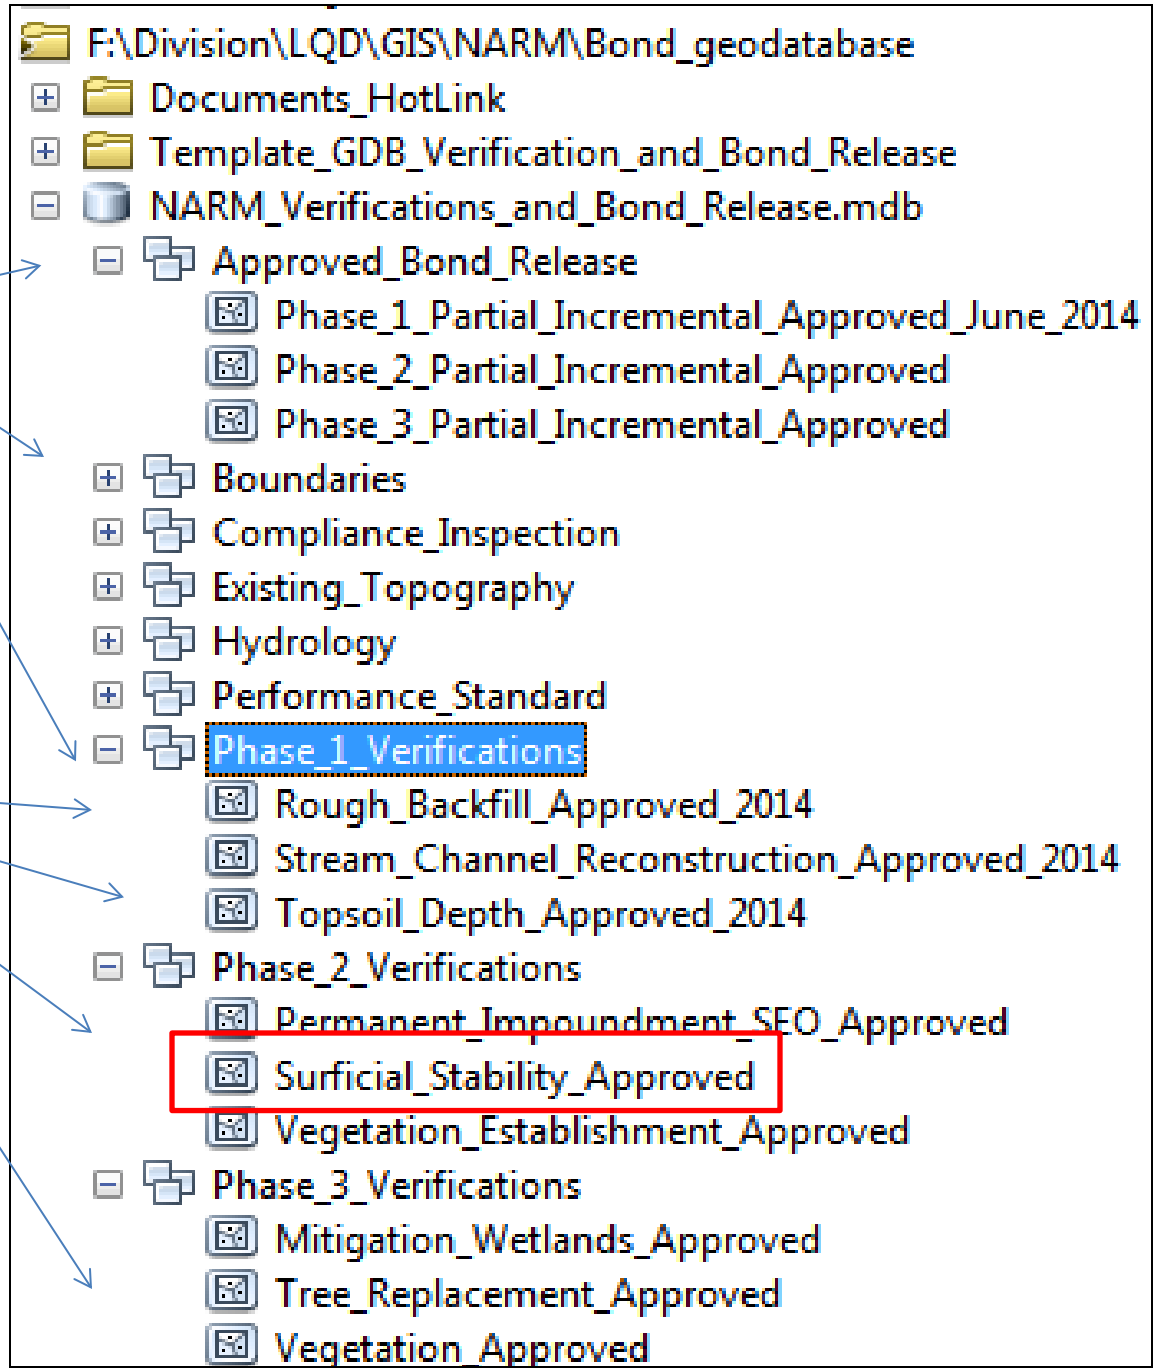 F:\Division\LQD\GIS\NARM\Bond_geodatabase
Documents_HotLink
Template_GDB_Verification_and_Bond_Release
NARM_Verifications_and_Bond_Release.mdb
Approved_Bond_Release
Phase_1_Partial_Incremental_Approved_June_2014
Phase_2_Partial_Incremental_Approved
Phase_3_Partial_Incremental_Approved
Boundaries
Compliance_Inspection
Existing_Topography
Hydrology
Performance_Standard
Phase_1_Verifications
Rough_Backfill_Approved_2014
Stream_Channel_Reconstruction_Approved_2014
Topsoil_Depth_Approved_2014
Phase_2_Verifications
Permanent_Impoundment_SEO_Approved
Surficial_Stability_Approved
Vegetation_Establishment_Approved
Phase_3_Verifications
Mitigation_Wetlands_Approved
Tree_Replacement_Approved
Vegetation_Approved